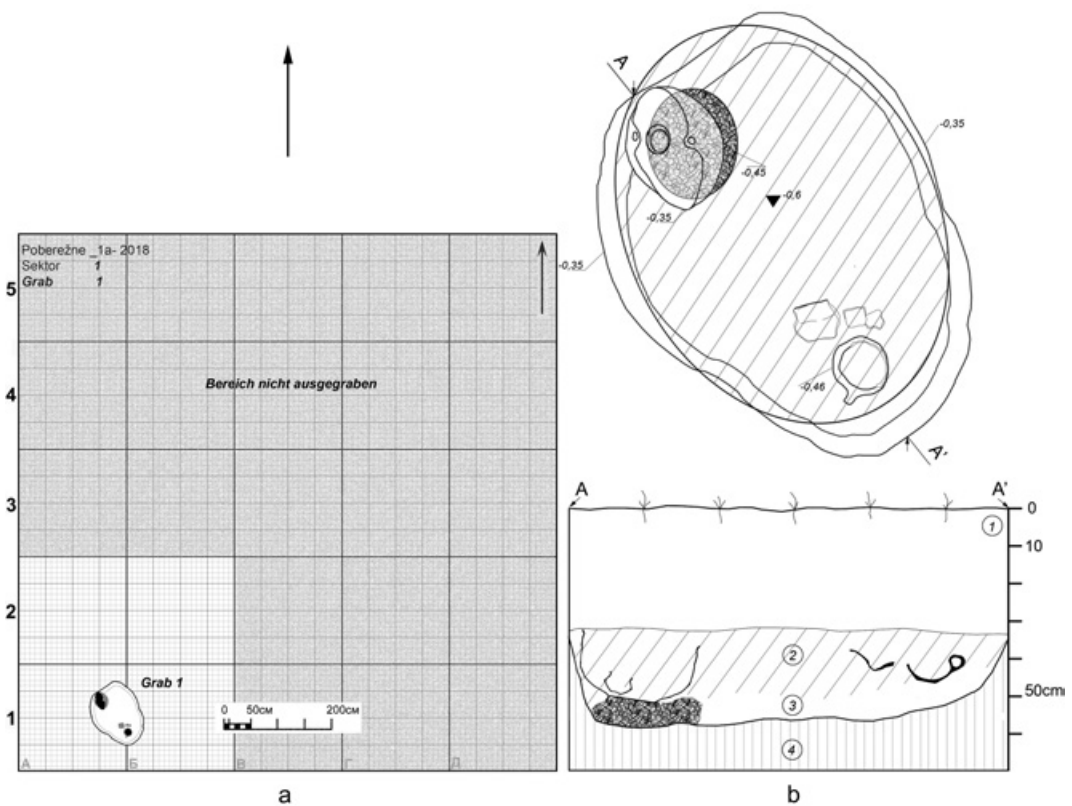 Poberežne _1a- 2018
Sektor 1
Grab 1
5
4
3
2
1
Bereich nicht ausgegraben
Grab 1
0 50см 200см
А Б В Г Д
a
A
-0,35
-0,45
-0,6
-0,35
-0,35
-0,46
A'
A A'
1
0
10
2
50cm
3
4
b